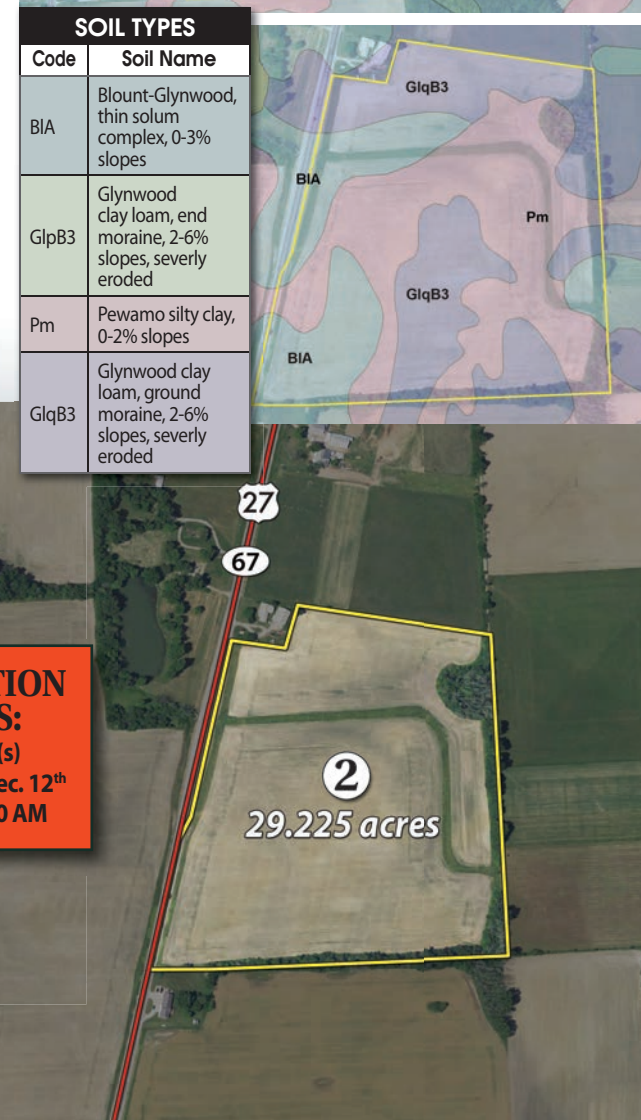 SOIL TYPES
Code Soil Name
BlA
Blount-Glynwood,
thin solum
complex, 0-3%
slopes
GlpB3
Glynwood
clay loam, end
moraine, 2-6%
slopes, severly
eroded
Pm
Pewamo silty clay,
0-2% slopes
GlqB3
Glynwood clay
loam, ground
moraine, 2-6%
slopes, severly
eroded
GlqB3
BlA
Pm
GlqB3
BlA
27
67
TION
S:
(s)
ec. 12th
0 AM
2
29.225 acres